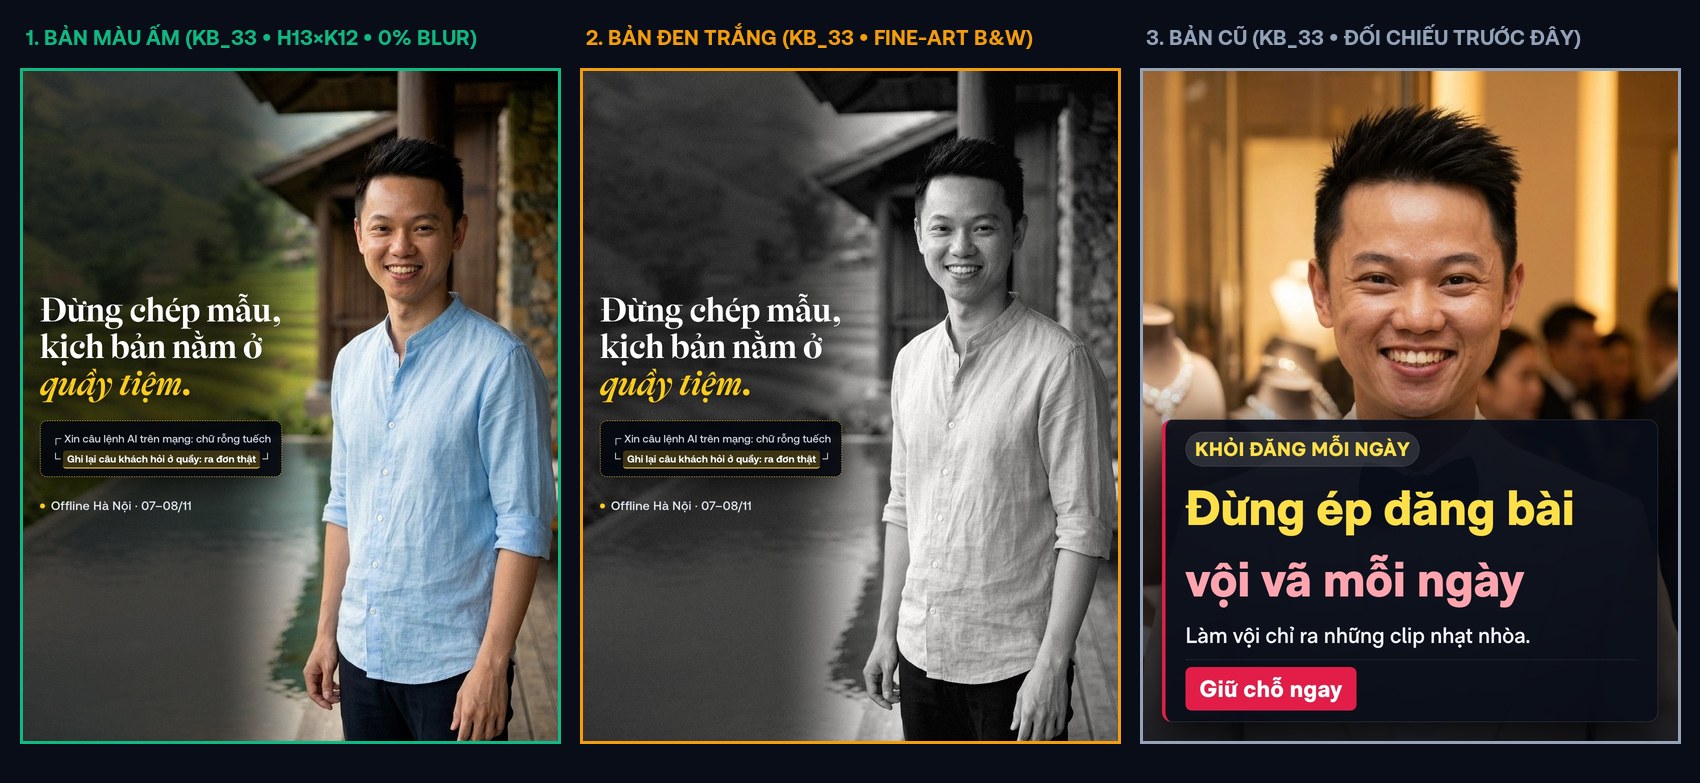 1. BẢN MÀU ẤM (KB_33 • H13×K12 • 0% BLUR)
Đừng chép mẫu,
kịch bản nằm ở
quầy tiệm.
Xin câu lệnh AI trên mạng: chữ rỗng tuếch
Ghi lại câu khách hỏi ở quầy: ra đơn thật
Offline Hà Nội · 07–08/11
2. BẢN ĐEN TRẮNG (KB_33 • FINE-ART B&W)
Đừng chép mẫu,
kịch bản nằm ở
quầy tiệm.
Xin câu lệnh AI trên mạng: chữ rỗng tuếch
Ghi lại câu khách hỏi ở quầy: ra đơn thật
Offline Hà Nội · 07–08/11
3. BẢN CŨ (KB_33 • ĐỐI CHIẾU TRƯỚC ĐÂY)
KHỎI ĐĂNG MỖI NGÀY
Đừng ép đăng bài
vội vã mỗi ngày
Làm vội chỉ ra những clip nhạt nhòa.
Giữ chỗ ngay